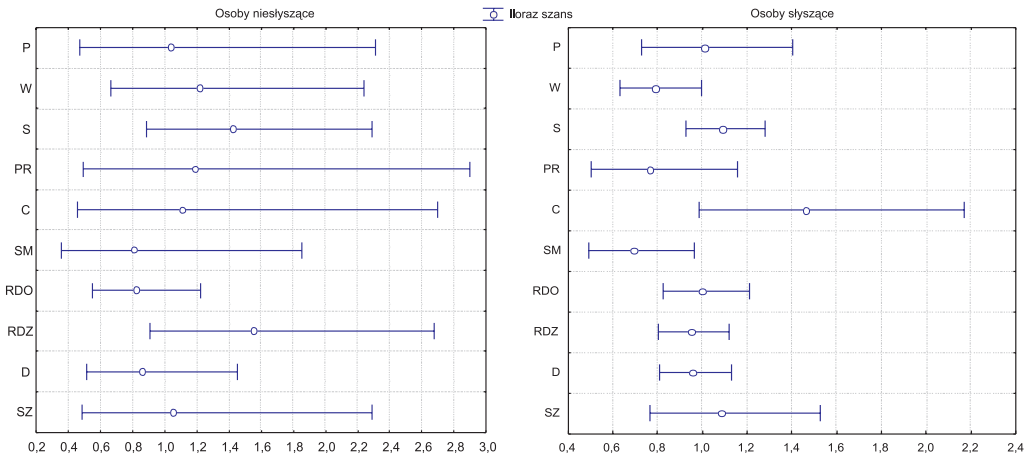 Osoby niesłyszące
Iloraz szans
Osoby słyszące
P
W
S
PR
C
SM
RDO
RDZ
D
SZ
0,2 0,4 0,6 0,8 1,0 1,2 1,4 1,6 1,8 2,0 2,2 2,4 2,6 2,8 3,0
P
W
S
PR
C
SM
RDO
RDZ
D
SZ
0,4 0,6 0,8 1,0 1,2 1,4 1,6 1,8 2,0 2,2 2,4